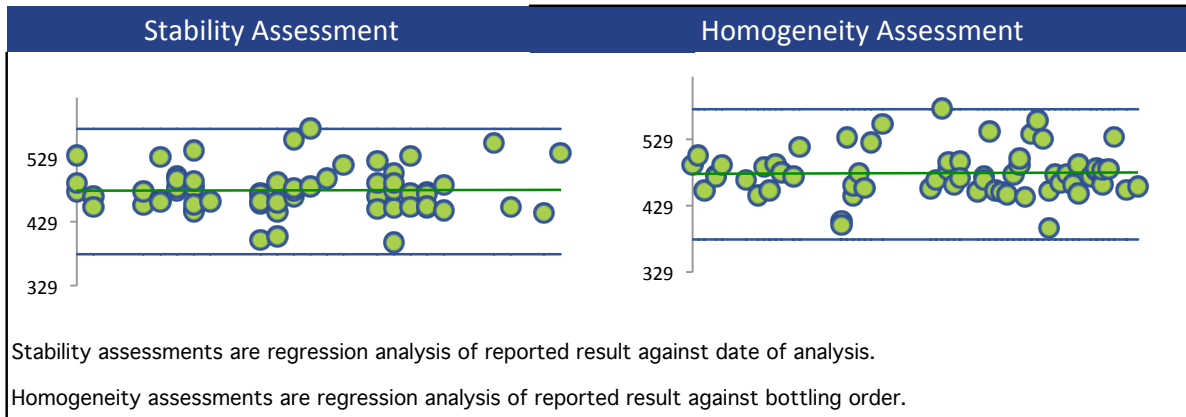 Stability Assessment
Homogeneity Assessment
529
429
329
529
429
329
Stability assessments are regression analysis of reported result against date of analysis.
Homogeneity assessments are regression analysis of reported result against bottling order.